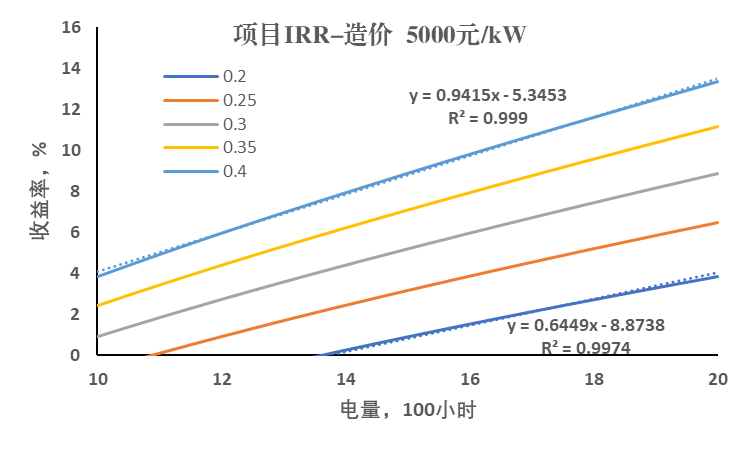 项目IRR–造价 5000元/kW
0.2
0.25
0.3
0.35
0.4
y = 0.9415x - 5.3453
R² = 0.999
y = 0.6449x - 8.8738
R² = 0.9974
收益率，%
16
14
12
10
8
6
4
2
0
10 12 14 16 18 20
电量，100小时